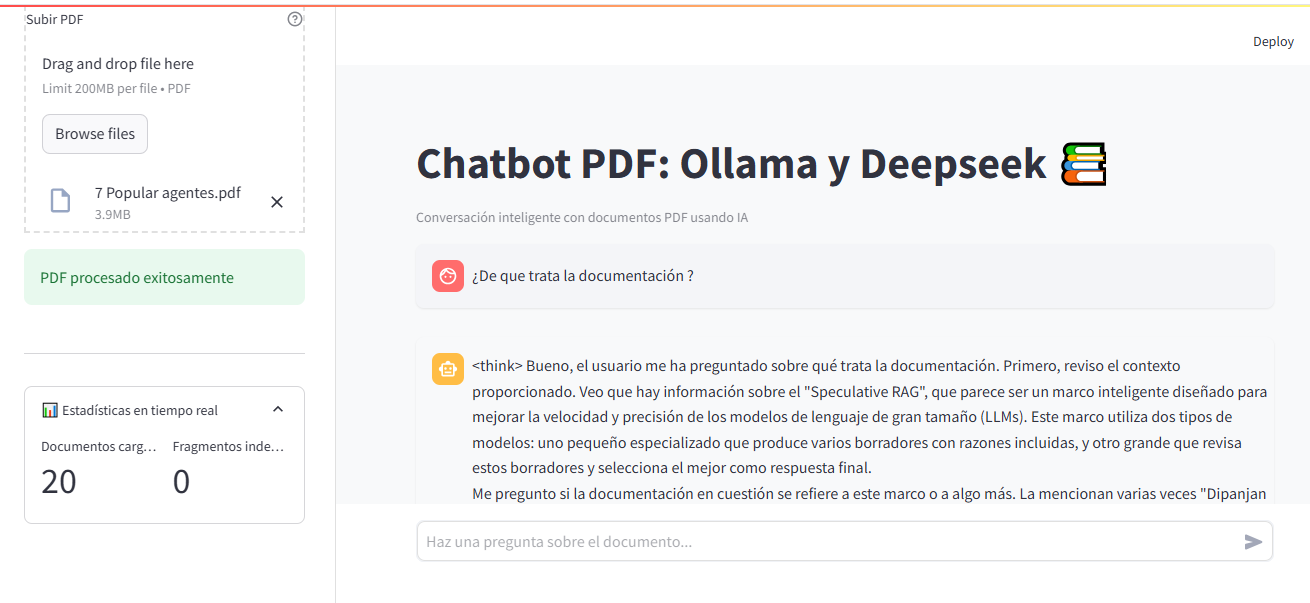 Subir PDF
Drag and drop file here
Limit 200MB per file • PDF
Browse files
7 Popular agentes.pdf
3.9MB
PDF procesado exitosamente
Estadísticas en tiempo real
Documentos carg… Fragmentos inde…
20 0
Deploy
Chatbot PDF: Ollama y Deepseek
Conversación inteligente con documentos PDF usando IA
¿De que trata la documentación ?
<think> Bueno, el usuario me ha preguntado sobre qué trata la documentación. Primero, reviso el contexto
proporcionado. Veo que hay información sobre el "Speculative RAG", que parece ser un marco inteligente diseñado para
mejorar la velocidad y precisión de los modelos de lenguaje de gran tamaño (LLMs). Este marco utiliza dos tipos de
modelos: uno pequeño especializado que produce varios borradores con razones incluidas, y otro grande que revisa
estos borradores y selecciona el mejor como respuesta final.
Me pregunto si la documentación en cuestión se refiere a este marco o a algo más. La mencionan varias veces "Dipanjan
Haz una pregunta sobre el documento...